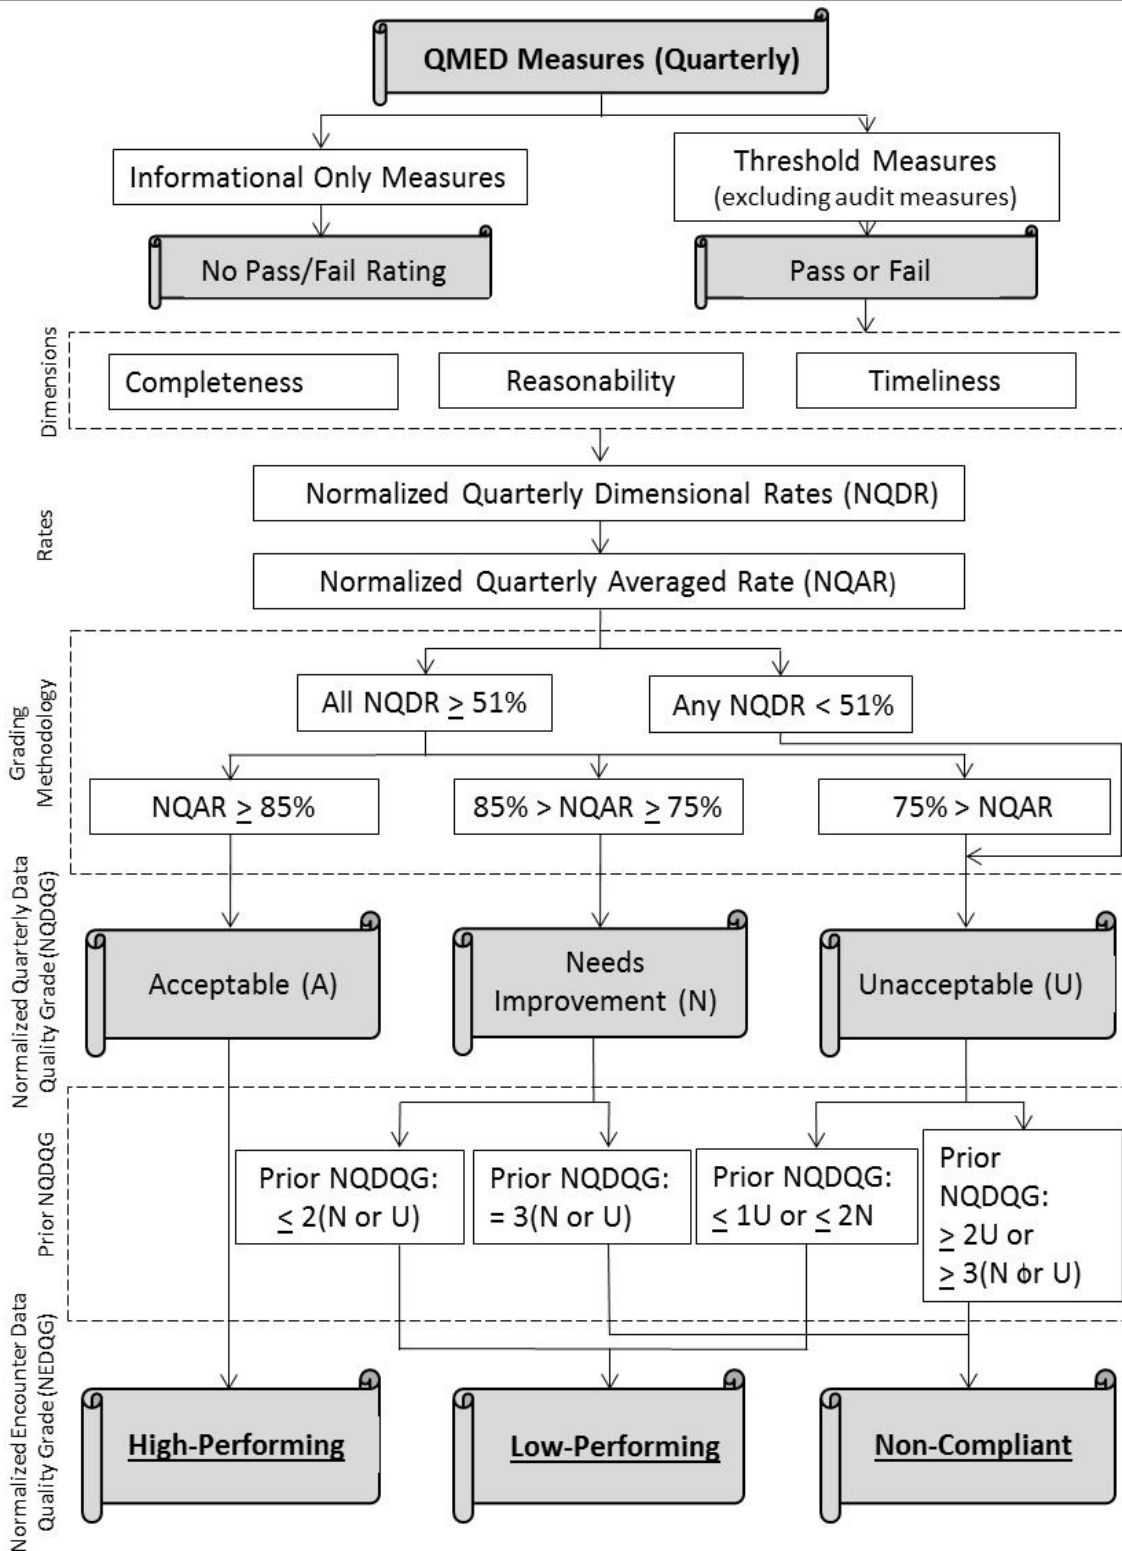 QMED Measures (Quarterly)
Informational Only Measures
Threshold Measures
(excluding audit measures)
No Pass/Fail Rating
Pass or Fail
Dimensions
Completeness
Reasonability
Timeliness
Rates
Normalized Quarterly Dimensional Rates (NQDR)
Normalized Quarterly Averaged Rate (NQAR)
Grading
Methodology
All NQDR ≥ 51%
Any NQDR < 51%
NQAR ≥ 85%
85% > NQAR ≥ 75%
75% > NQAR
Normalized Quarterly Data
Quality Grade (NQDQG)
Acceptable (A)
Needs
Improvement (N)
Unacceptable (U)
Prior NQDQG
Prior NQDQG:
≤ 2(N or U)
Prior NQDQG:
= 3(N or U)
Prior NQDQG:
≤ 1U or ≤ 2N
Prior
NQDQG:
≥ 2U or
≥ 3(N or U)
Normalized Encounter Data
Quality Grade (NEDQG)
High-Performing
Low-Performing
Non-Compliant